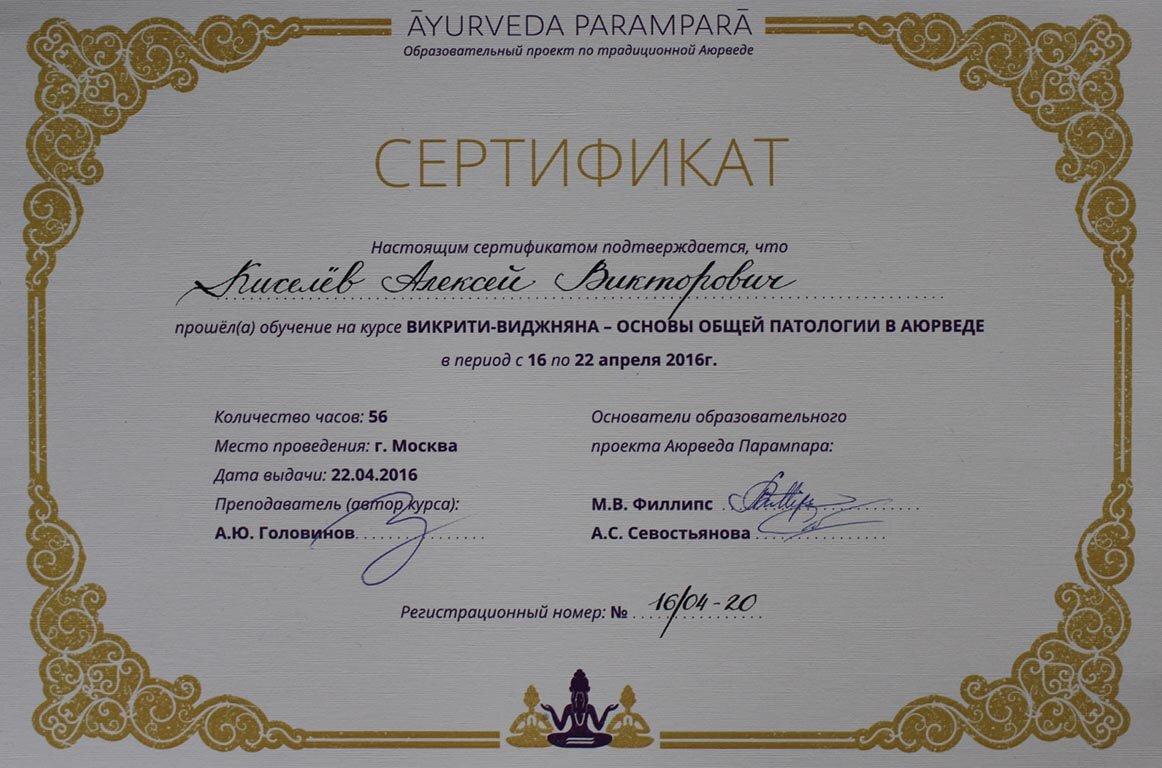 ĀYURVEDA PARAMPARĀ
Образовательный проект по традиционной Аюрведе
СЕРТИФИКАТ
Настоящим сертификатом подтверждается, что
Киселёв Алексей Викторович
прошёл(а) обучение на курсе ВИКРИТИ-ВИДЖНЯНА – ОСНОВЫ ОБЩЕЙ ПАТОЛОГИИ В АЮРВЕДЕ
в период с 16 по 22 апреля 2016г.
Количество часов: 56
Место проведения: г. Москва
Дата выдачи: 22.04.2016
Преподаватель (автор курса):
А.Ю. Головинов
Основатели образовательного
проекта Аюрведа Парампара:
М.В. Филлипс
А.С. Севостьянова
Регистрационный номер: № 16/04-20